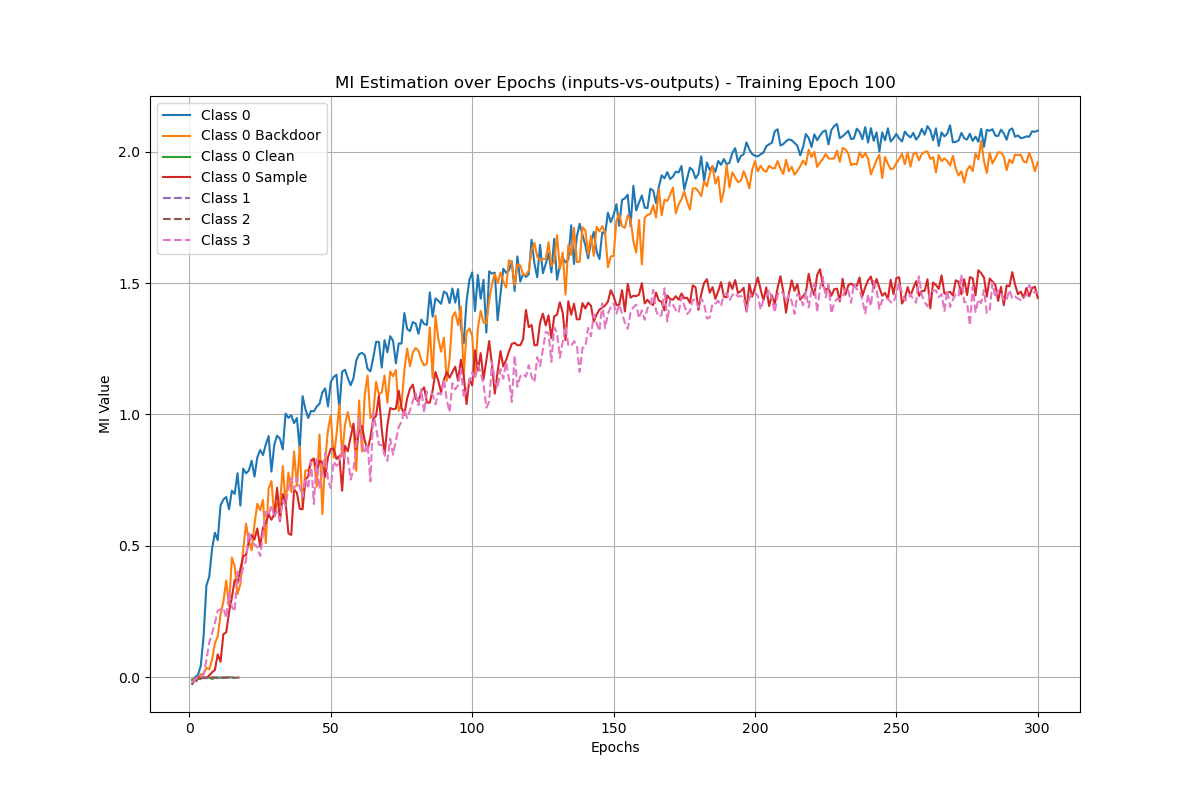 MI Estimation over Epochs (inputs-vs-outputs) - Training Epoch 100
Class 0
Class 0 Backdoor
Class 0 Clean
Class 0 Sample
Class 1
Class 2
Class 3
MI Value
2.0
1.5
1.0
0.5
0.0
0 50 100 150 200 250 300
Epochs